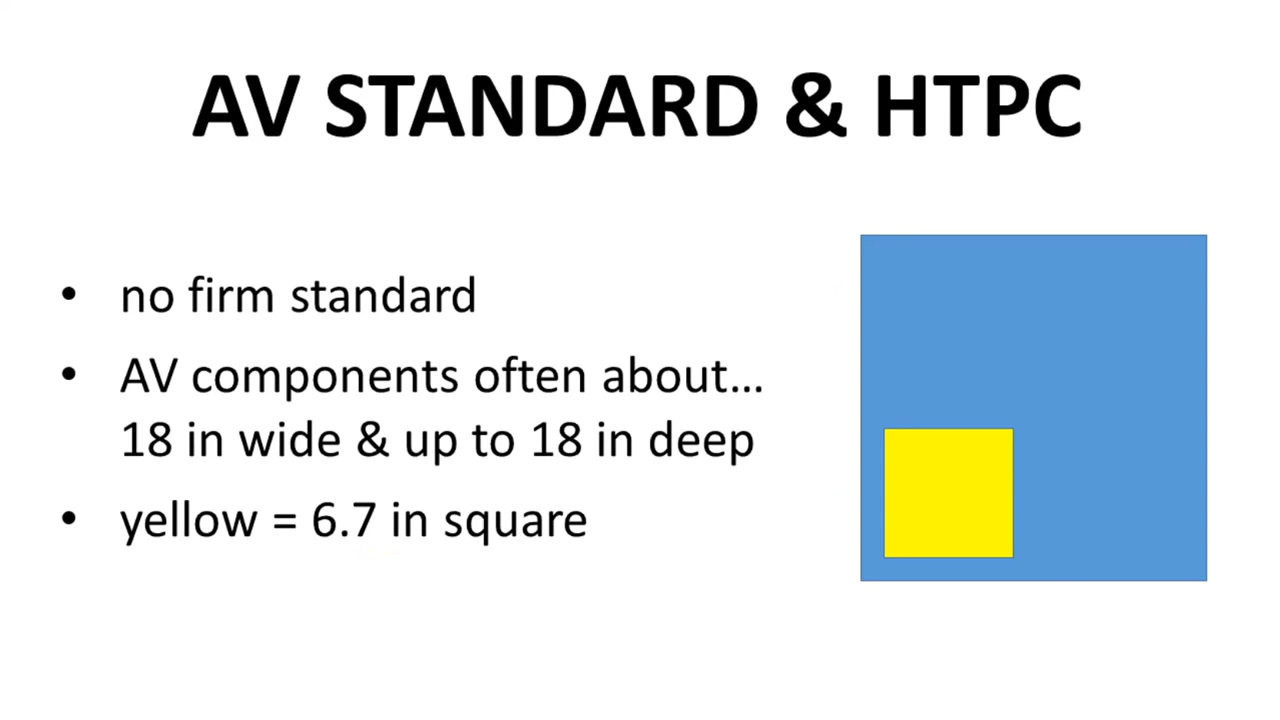 AV STANDARD & HTPC
• no firm standard
• AV components often about…
18 in wide & up to 18 in deep
• yellow = 6.7 in square